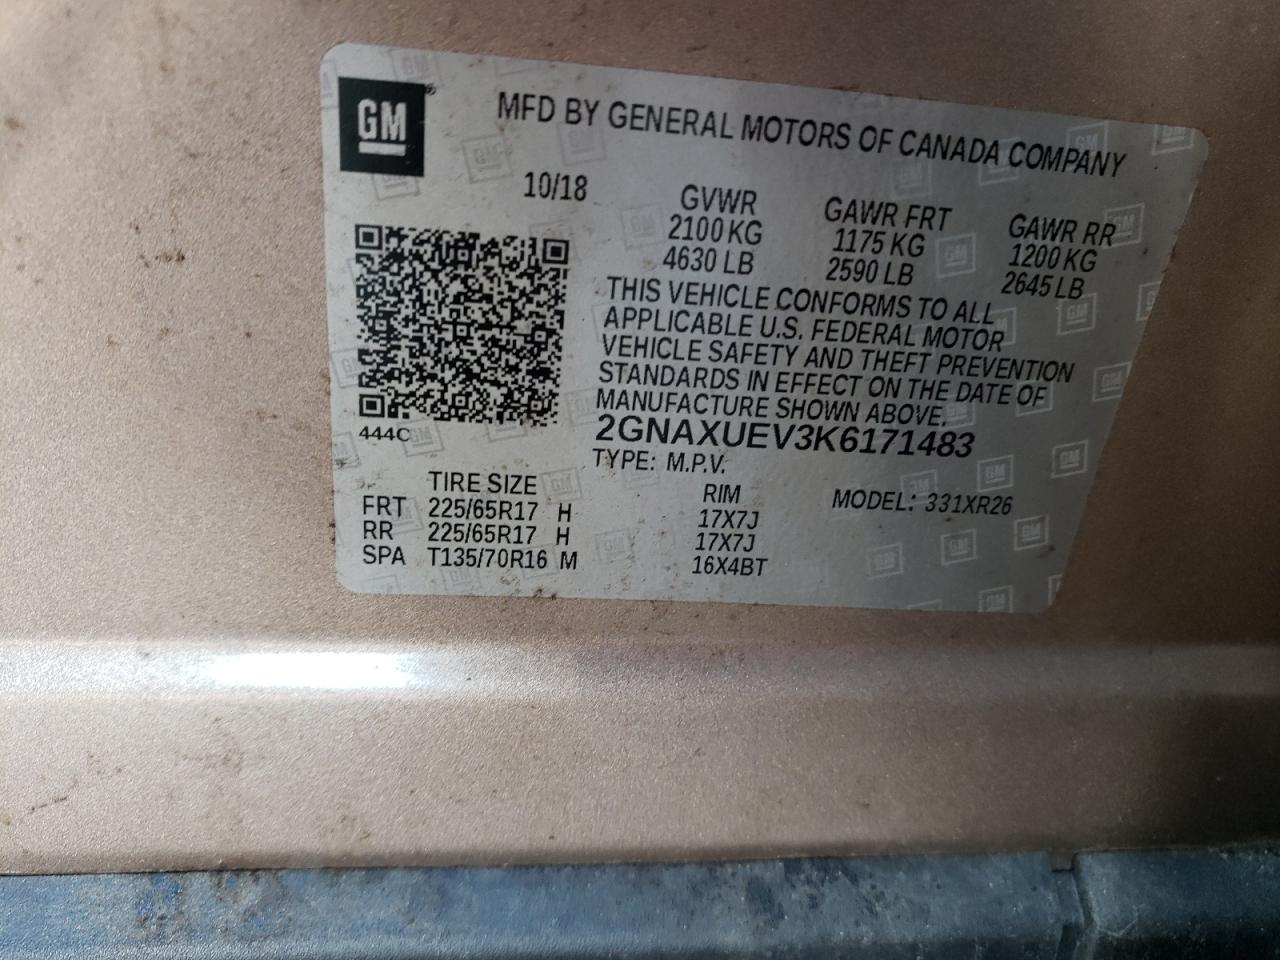 GM
MFD BY GENERAL MOTORS OF CANADA COMPANY
10/18
GVWR GAWR FRT GAWR RR
2100 KG 1175 KG 1200 KG
4630 LB 2590 LB 2645 LB
THIS VEHICLE CONFORMS TO ALL
APPLICABLE U.S. FEDERAL MOTOR
VEHICLE SAFETY AND THEFT PREVENTION
STANDARDS IN EFFECT ON THE DATE OF
MANUFACTURE SHOWN ABOVE.
444C
2GNAXUEV3K6171483
TYPE: M.P.V.
TIRE SIZE RIM MODEL: 331XR26
FRT 225/65R17 H 17X7J
RR 225/65R17 H 17X7J
SPA T135/70R16 M 16X4BT